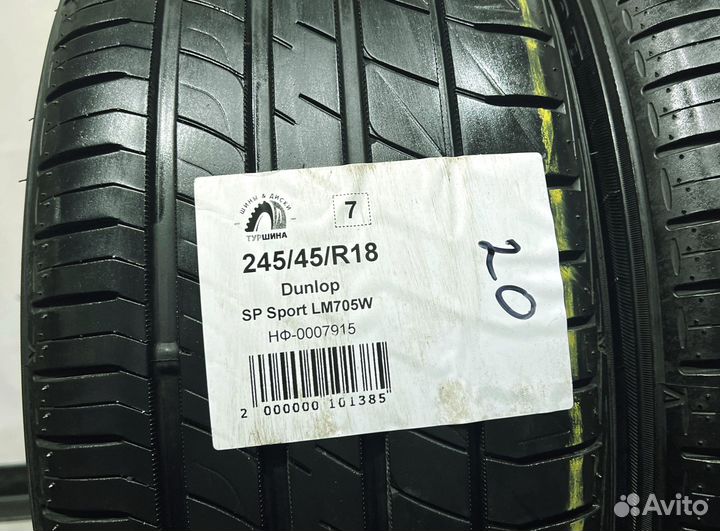 ШИНЫ & ДИСКИ
ТУРШИНА
7
245/45/R18
Dunlop
SP Sport LM705W
НФ-0007915
2 000000 101385
20
Avito